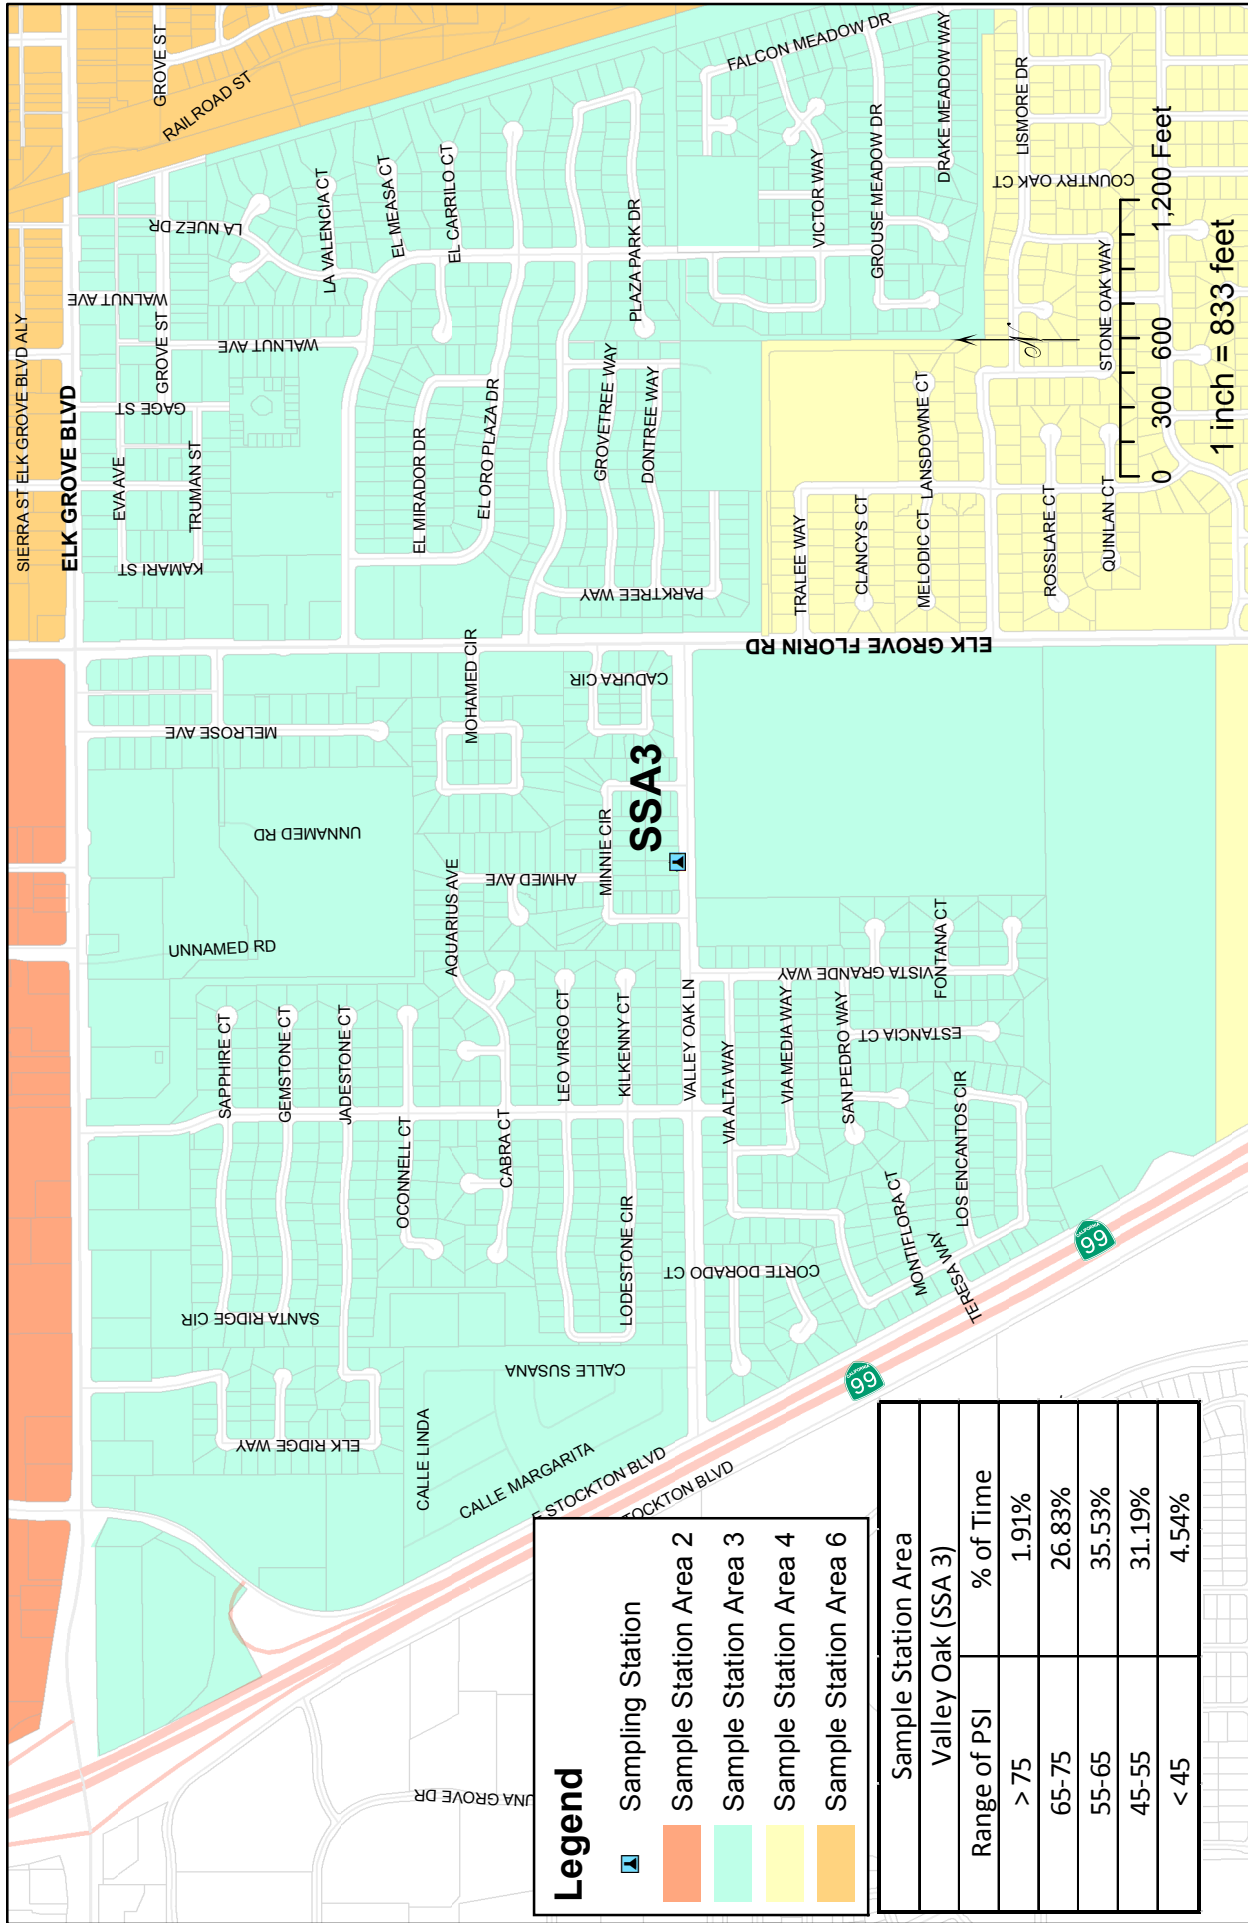 SIERRA ST ELK GROVE BLVD ALY
ELK GROVE BLVD
GROVE ST
RAILROAD ST
LA NUEZ DR
WALNUT AVE
GROVE ST
WALNUT AVE
GAGE ST
EVA AVE
TRUMAN ST
KAMARI ST
LA VALENCIA CT
EL MEASA CT
EL CARRILO CT
EL MIRADOR DR
EL ORO PLAZA DR
PLAZA PARK DR
GROVETREE WAY
DONTREE WAY
PARKTREE WAY
FALCON MEADOW DR
VICTOR WAY
GROUSE MEADOW DR
DRAKE MEADOW WAY
LISMORE DR
COUNTRY OAK CT
STONE OAK WAY
TRALEE WAY
CLANCYS CT
MELODIC CT
LANSDOWNE CT
ROSSLARE CT
QUINLAN CT
ELK GROVE FLORIN RD
N
0 300 600 1,200 Feet
1 inch = 833 feet
MELROSE AVE
UNNAMED RD
UNNAMED RD
MOHAMED CIR
CADURA CIR
SSA3
MINNIE CIR
AHMED AVE
AQUARIUS AVE
SAPPHIRE CT
GEMSTONE CT
JADESTONE CT
OCONNELL CT
CABRA CT
LEO VIRGO CT
KILKENNY CT
VALLEY OAK LN
LODESTONE CIR
SANTA RIDGE CIR
ELK RIDGE WAY
CALLE SUSANA
CALLE LINDA
CALLE MARGARITA
E STOCKTON BLVD
TOCKTON BLVD
VIA ALTA WAY
VIA MEDIA WAY
VISTA GRANDE WAY
FONTANA CT
SAN PEDRO WAY
ESTANCIA CT
LOS ENCANTOS CIR
MONTIFLORA CT
TERESA WAY
CORTE DORADO CT
CALIFORNIA
99
CALIFORNIA
99
UNA GROVE DR
Legend
Sampling Station
Sample Station Area 2
Sample Station Area 3
Sample Station Area 4
Sample Station Area 6
Sample Station Area
Valley Oak (SSA 3)
Range of PSI % of Time
> 75 1.91%
65-75 26.83%
55-65 35.53%
45-55 31.19%
< 45 4.54%